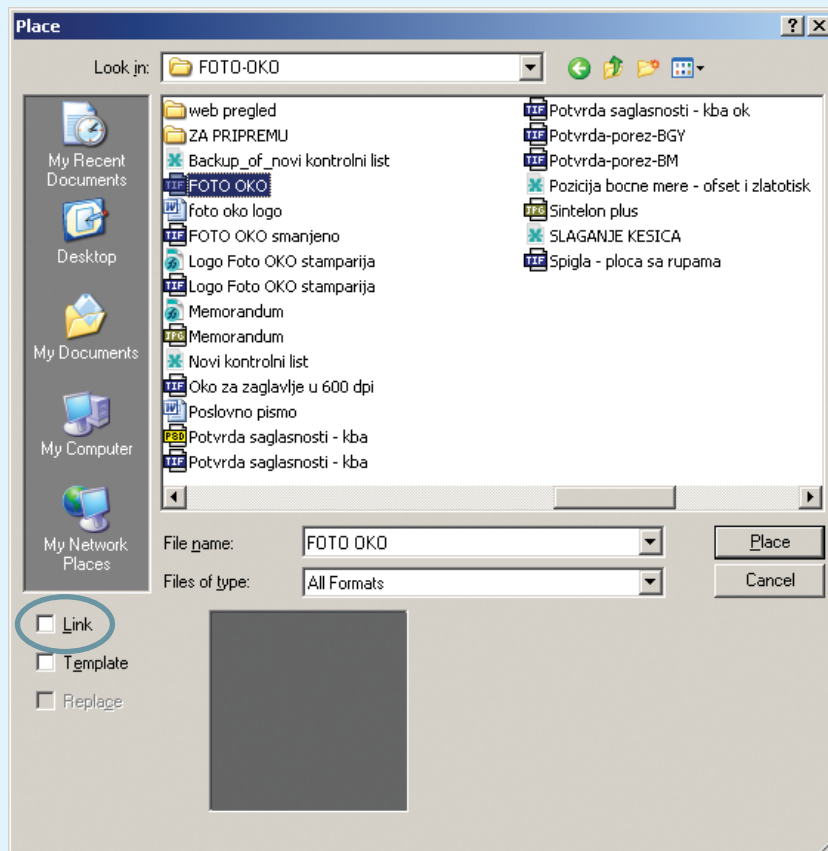 Place
Look in:
FOTO-OKO
My Recent
Documents
Desktop
My Documents
My Computer
My Network
Places
web pregled
ZA PRIPREMU
Backup_of_novi kontrolni list
FOTO OKO
foto oko logo
FOTO OKO smanjeno
Logo Foto OKO stamparija
Logo Foto OKO stamparija
Memorandum
Memorandum
Novi kontrolni list
Oko za zaglavlje u 600 dpi
Poslovno pismo
Potvrda saglasnosti - kba
Potvrda saglasnosti - kba
Potvrda saglasnosti - kba ok
Potvrda-porez-BGY
Potvrda-porez-BM
Pozicija bocne mere - ofset i zlatotisk
Sintelon plus
SLAGANJE KESICA
Spigla - ploca sa rupama
File name:
FOTO OKO
Place
Files of type:
All Formats
Cancel
Link
Template
Replace